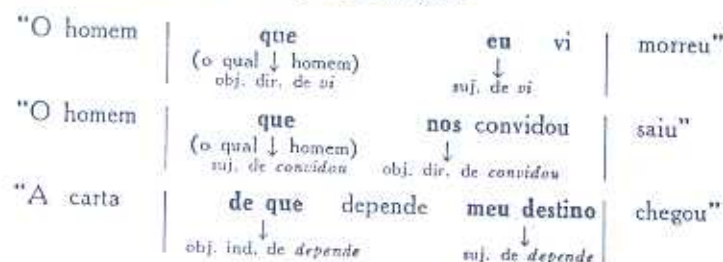 "O homem | que eu vi | morreu"
(o qual ↓ homem) ↓
obj. dir. de vi suj. de vi
"O homem | que nos convidou | saiu"
(o qual ↓ homem) ↓
suj. de convidou obj. dir. de convidou
"A carta | de que depende meu destino | chegou"
↓ ↓
obj. ind. de depende suj. de depende